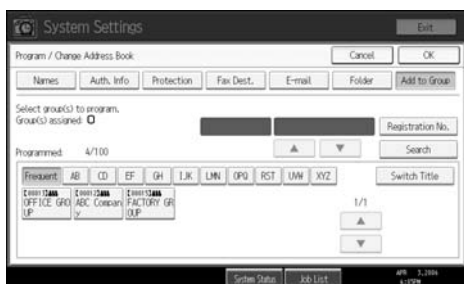 System Settings
Exit
Program / Change Address Book
Cancel
OK
Names
Auth. Info
Protection
Fax Dest.
E-mail
Folder
Add to Group
Select group(s) to program.
Group(s) assigned: 0
Registration No.
Programmed: 4/100
▲
▼
Search
Frequent
AB
CD
EF
GH
IJK
LMN
OPQ
RST
UVW
XYZ
Switch Title
OFFICE GRO
UP
ABC Compan
y
FACTORY GR
OUP
1/1
▲
▼
System Status
Job List